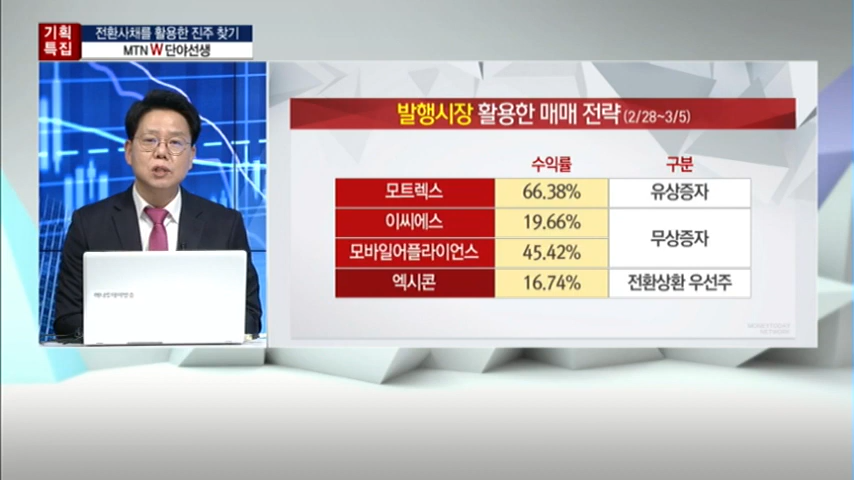 기획
특집
전환사채를 활용한 진주 찾기
MTN W 단야선생
발행시장 활용한 매매 전략 (2/28~3/5)
수익률 구분
모트렉스 66.38% 유상증자
이씨에스 19.66% 무상증자
모바일어플라이언스 45.42%
엑시콘 16.74% 전환상환 우선주
MONEYTODAY
NETWORK